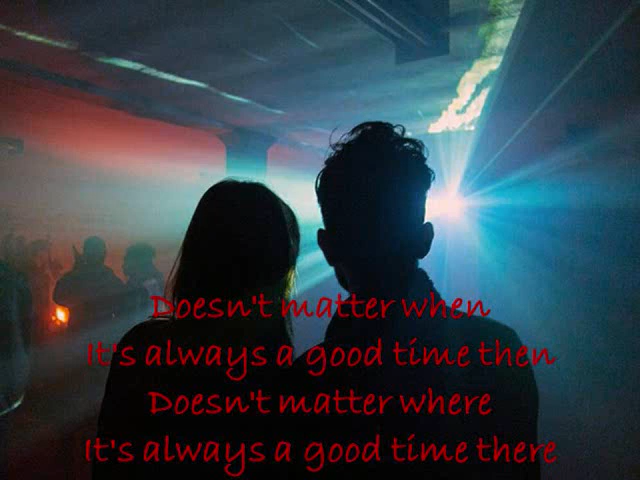 Doesn't matter when
It's always a good time then
Doesn't matter where
It's always a good time there